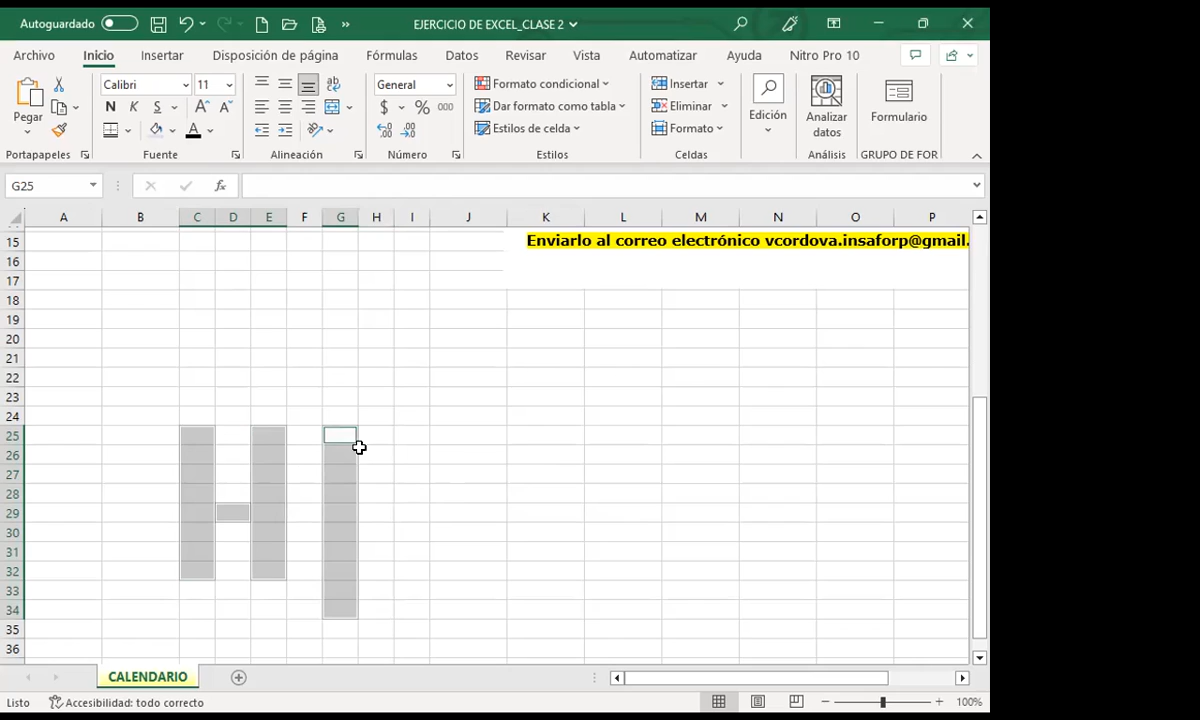 Autoguardado
EJERCICIO DE EXCEL_CLASE 2
Archivo Inicio Insertar Disposición de página Fórmulas Datos Revisar Vista Automatizar Ayuda Nitro Pro 10
Pegar
Portapapeles
Calibri 11
N K S
Fuente
Alineación
General
$ % 000
Número
Formato condicional
Dar formato como tabla
Estilos de celda
Estilos
Insertar
Eliminar
Formato
Celdas
Edición
Analizar datos
Análisis
Formulario
GRUPO DE FOR
G25 fx
A B C D E F G H I J K L M N O P
15 Enviarlo al correo electrónico vcordova.insaforp@gmail.
16
17
18
19
20
21
22
23
24
25
26
27
28
29
30
31
32
33
34
35
36
CALENDARIO
Listo Accesibilidad: todo correcto 100%